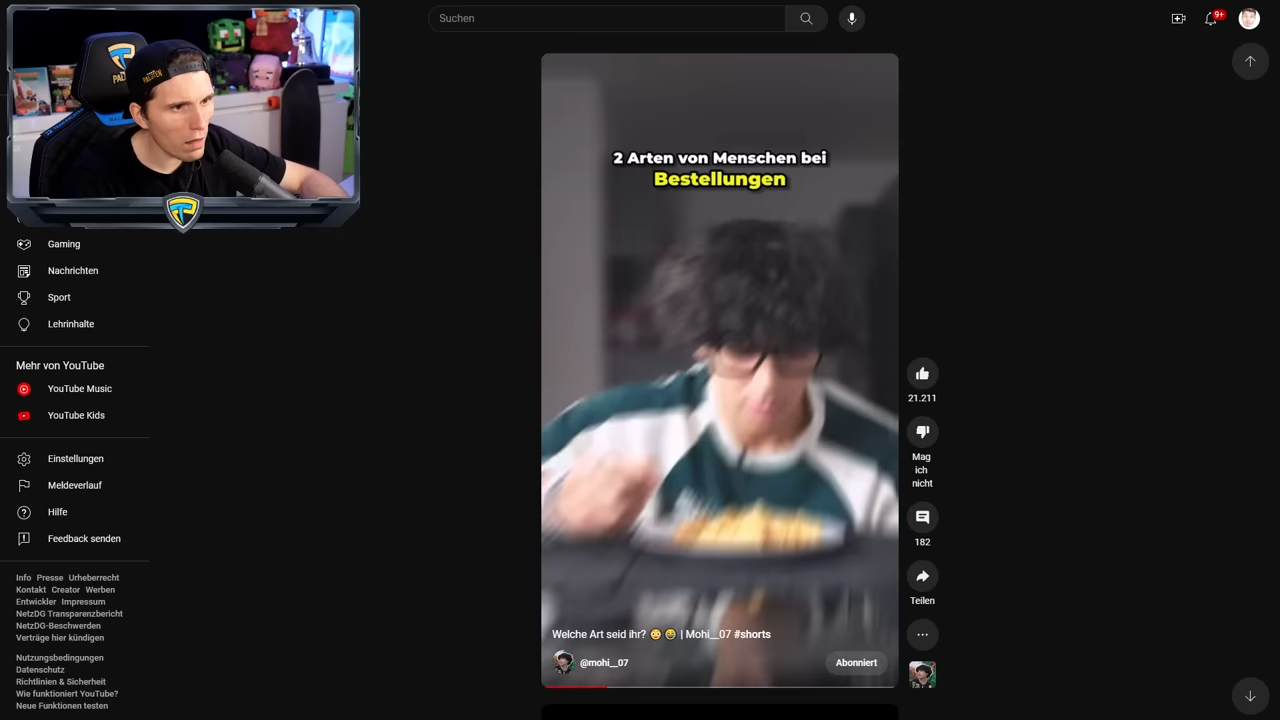 Suchen
9+
PALUTEN
2 Arten von Menschen bei
Bestellungen
Gaming
Nachrichten
Sport
Lehrinhalte
Mehr von YouTube
YouTube Music
YouTube Kids
Einstellungen
Meldeverlauf
Hilfe
Feedback senden
Info Presse Urheberrecht
Kontakt Creator Werben
Entwickler Impressum
NetzDG Transparenzbericht
NetzDG-Beschwerden
Verträge hier kündigen
Nutzungsbedingungen
Datenschutz
Richtlinien & Sicherheit
Wie funktioniert YouTube?
Neue Funktionen testen
21.211
Mag
ich
nicht
182
Teilen
Welche Art seid ihr? 😳 😂 | Mohi__07 #shorts
@mohi__07
Abonniert